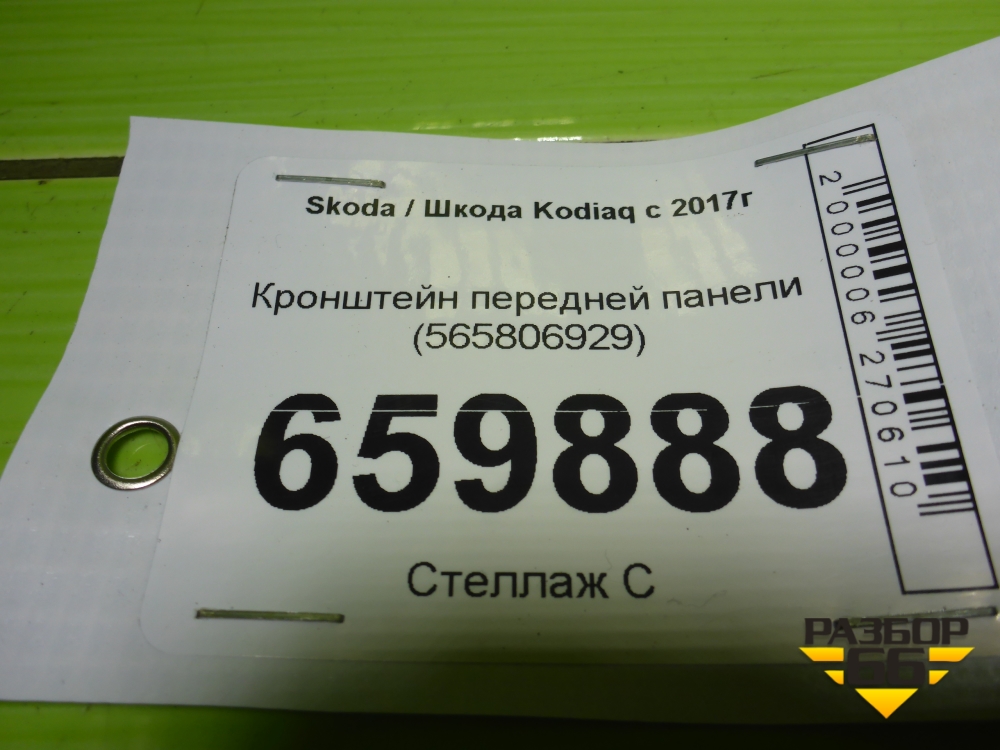 Skoda / Шкода Kodiaq с 2017г
Кронштейн передней панели
(565806929)
659888
Стеллаж С
2000006270610
РАЗБОР
66